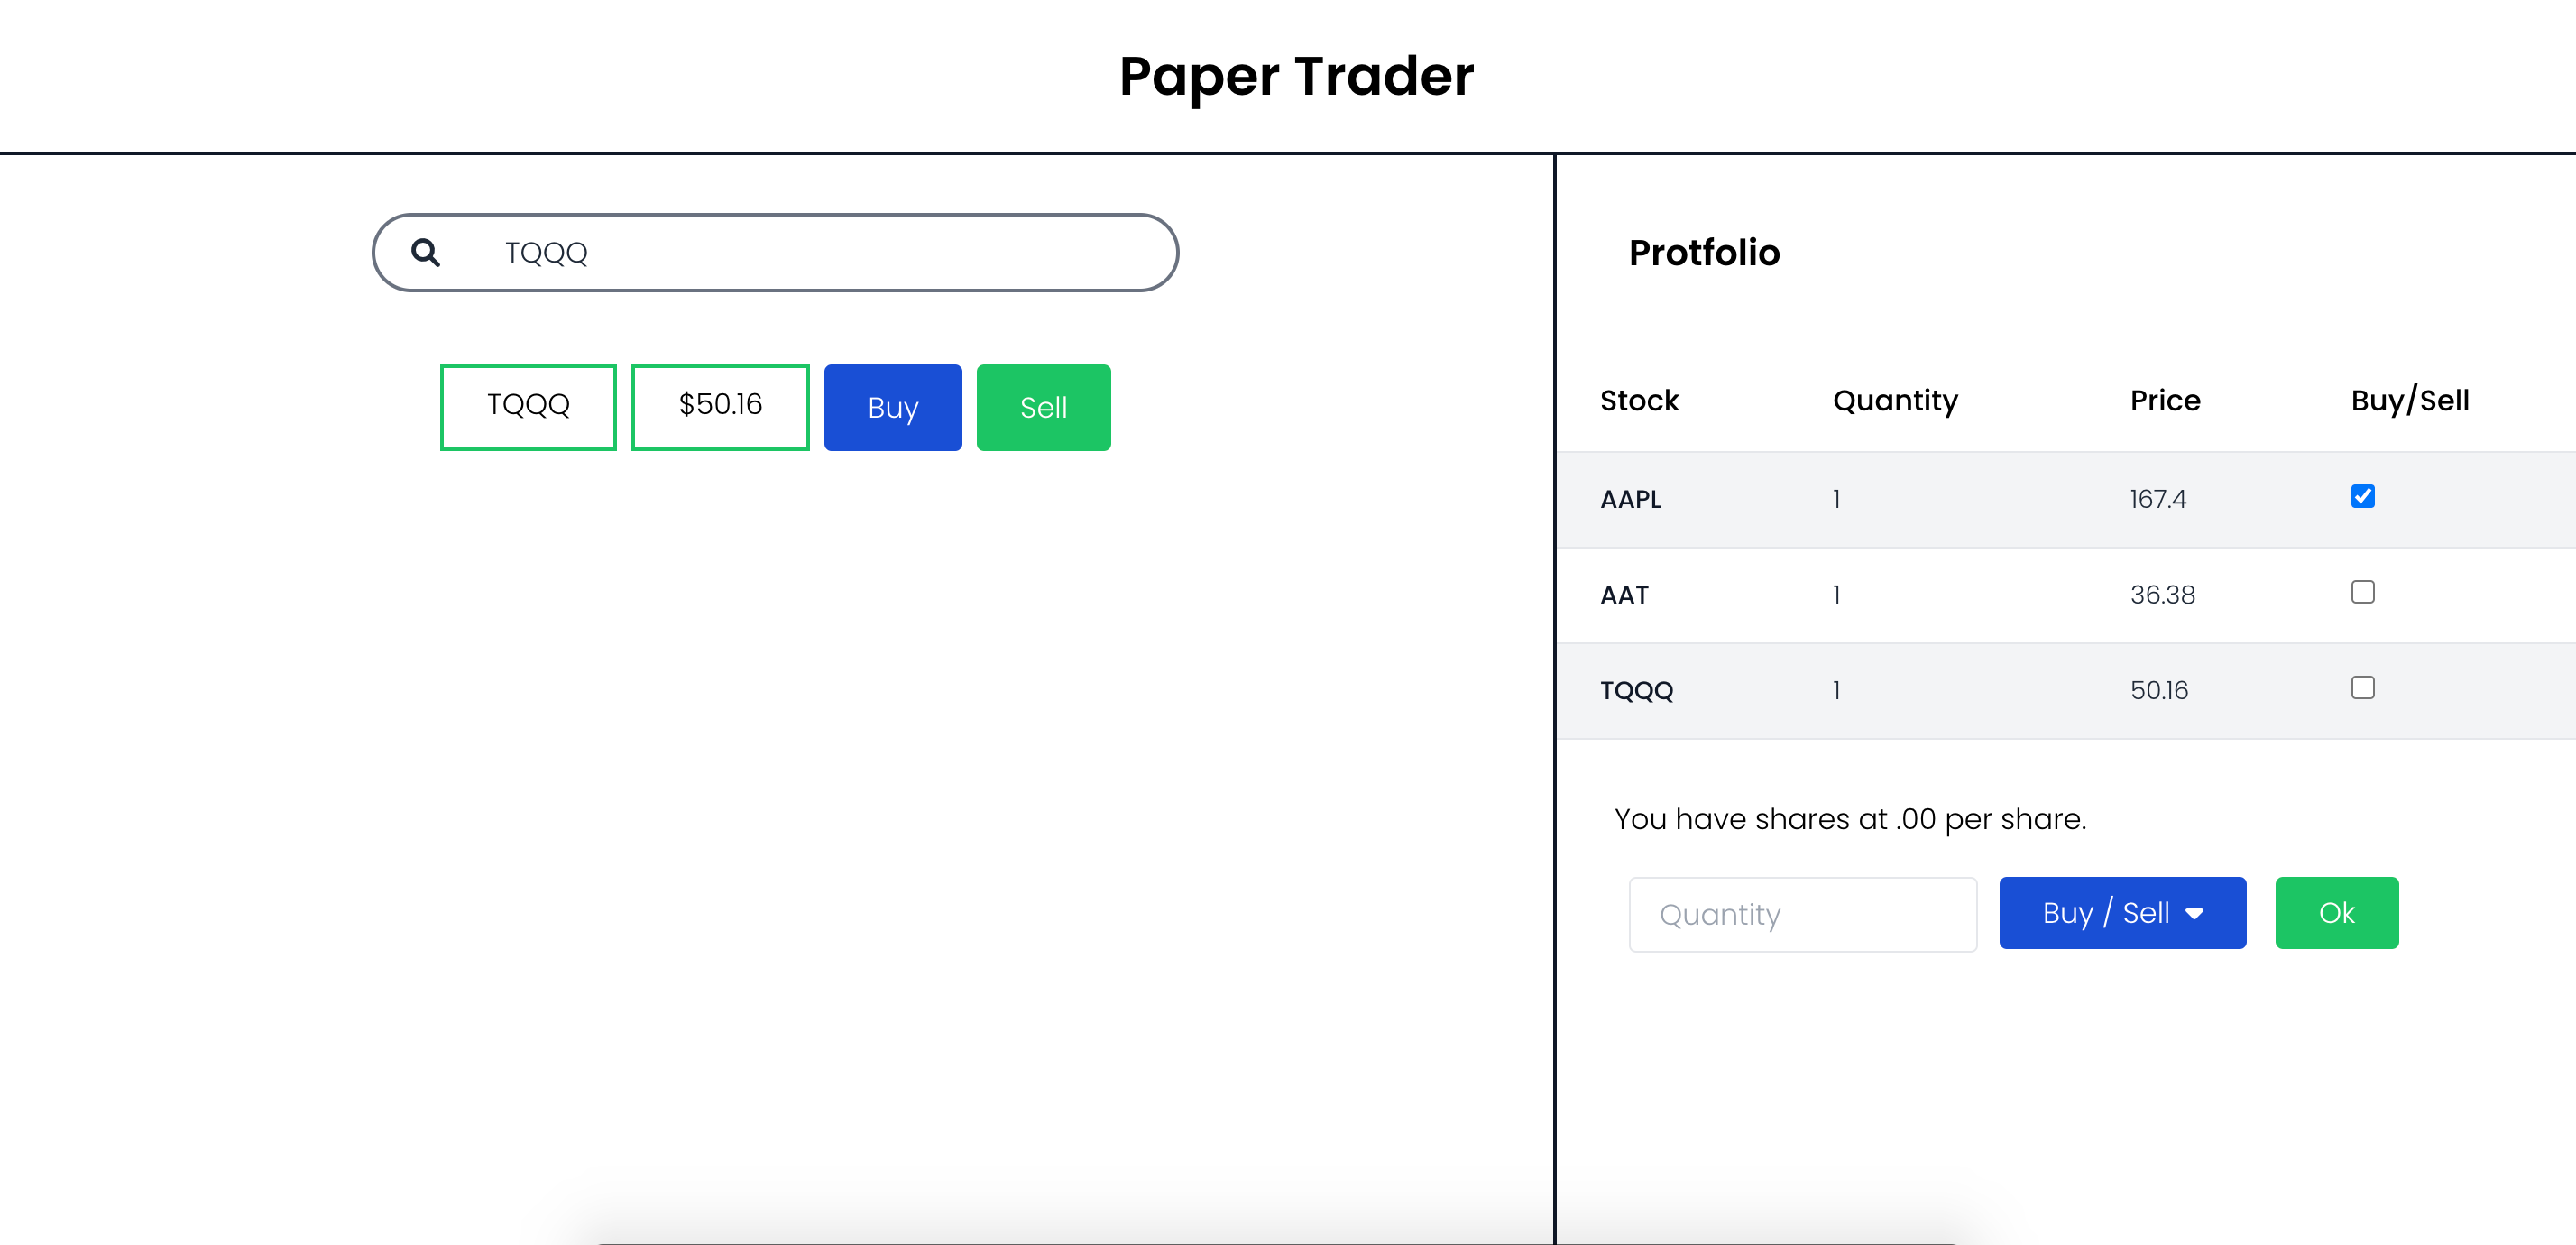 Paper Trader
TQQQ
TQQQ $50.16 Buy Sell
Protfolio
Stock Quantity Price Buy/Sell
AAPL 1 167.4
AAT 1 36.38
TQQQ 1 50.16
You have shares at .00 per share.
Quantity Buy / Sell Ok